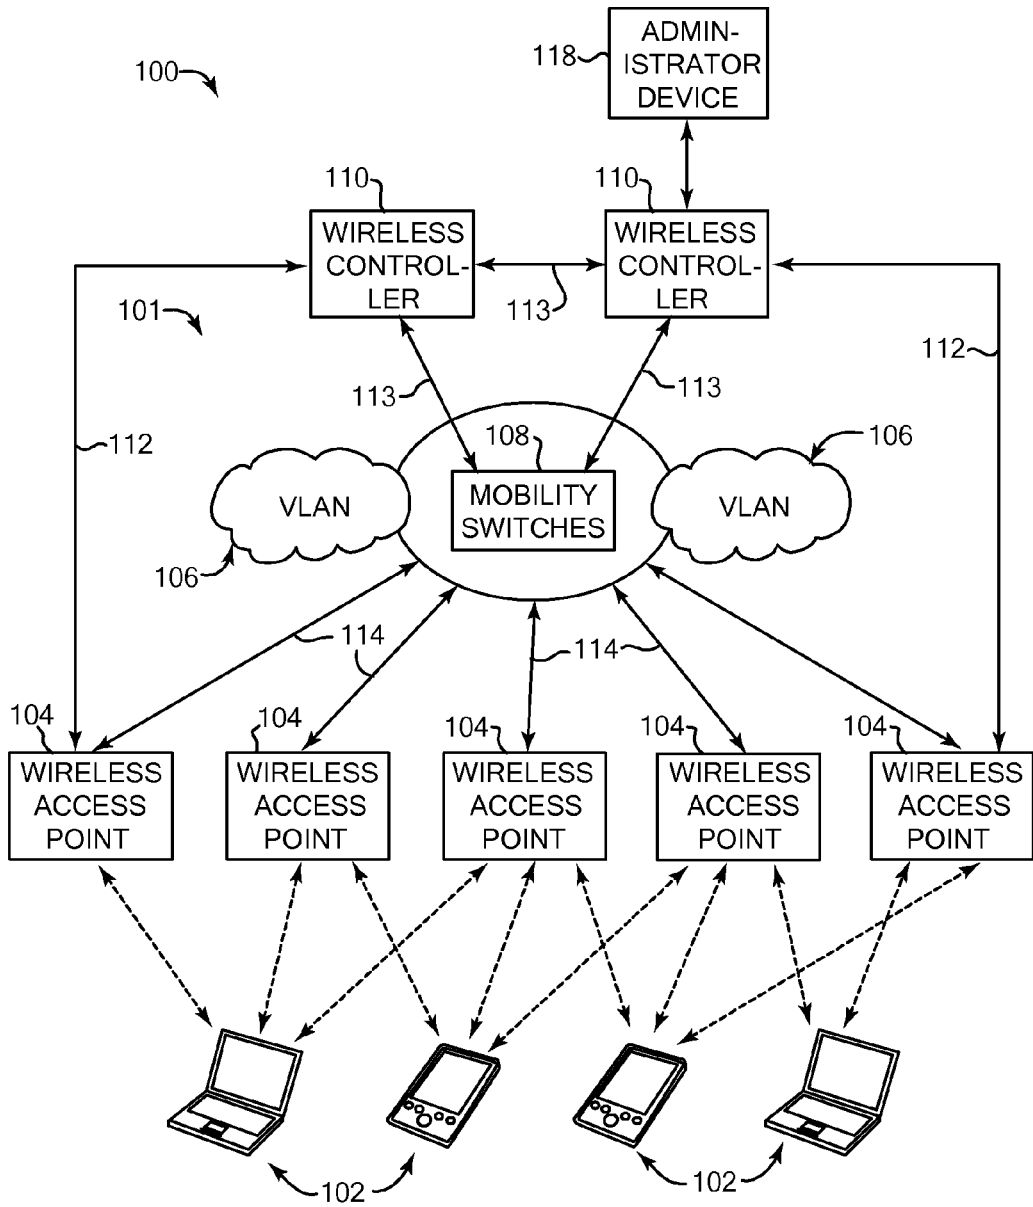 ADMIN-
ISTRATOR
DEVICE
118
100
110
110
WIRELESS
CONTROL-
LER
WIRELESS
CONTROL-
LER
113
101
112
113
113
112
108
106
MOBILITY
SWITCHES
VLAN
VLAN
106
114
114
104
104
104
104
104
WIRELESS
ACCESS
POINT
WIRELESS
ACCESS
POINT
WIRELESS
ACCESS
POINT
WIRELESS
ACCESS
POINT
WIRELESS
ACCESS
POINT
102
102